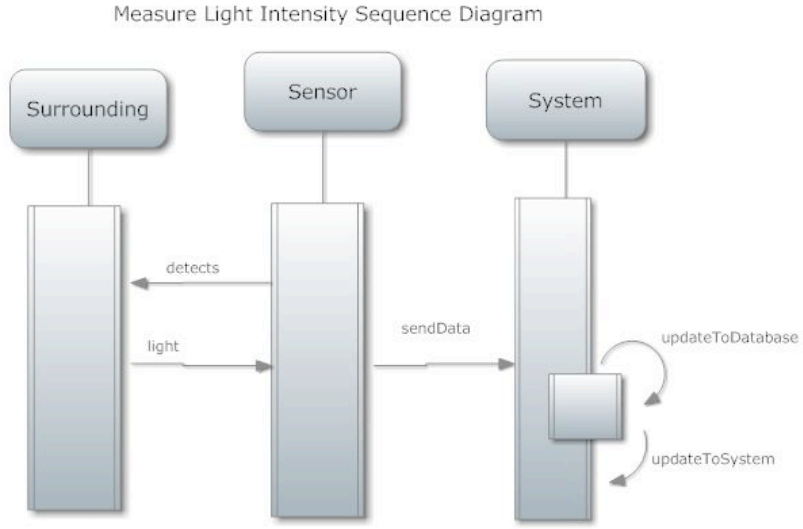 Measure Light Intensity Sequence Diagram
Surrounding
Sensor
System
detects
light
sendData
updateToDatabase
updateToSystem